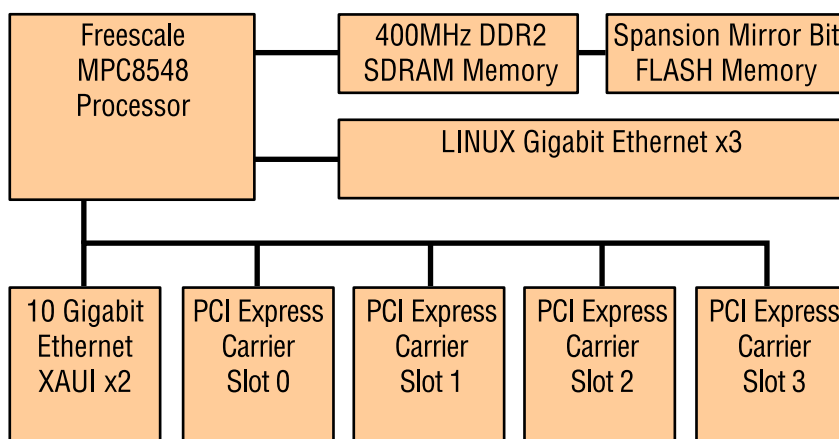 Freescale
MPC8548
Processor
400MHz DDR2
SDRAM Memory
Spansion Mirror Bit
FLASH Memory
LINUX Gigabit Ethernet x3
10 Gigabit
Ethernet
XAUI x2
PCI Express
Carrier
Slot 0
PCI Express
Carrier
Slot 1
PCI Express
Carrier
Slot 2
PCI Express
Carrier
Slot 3